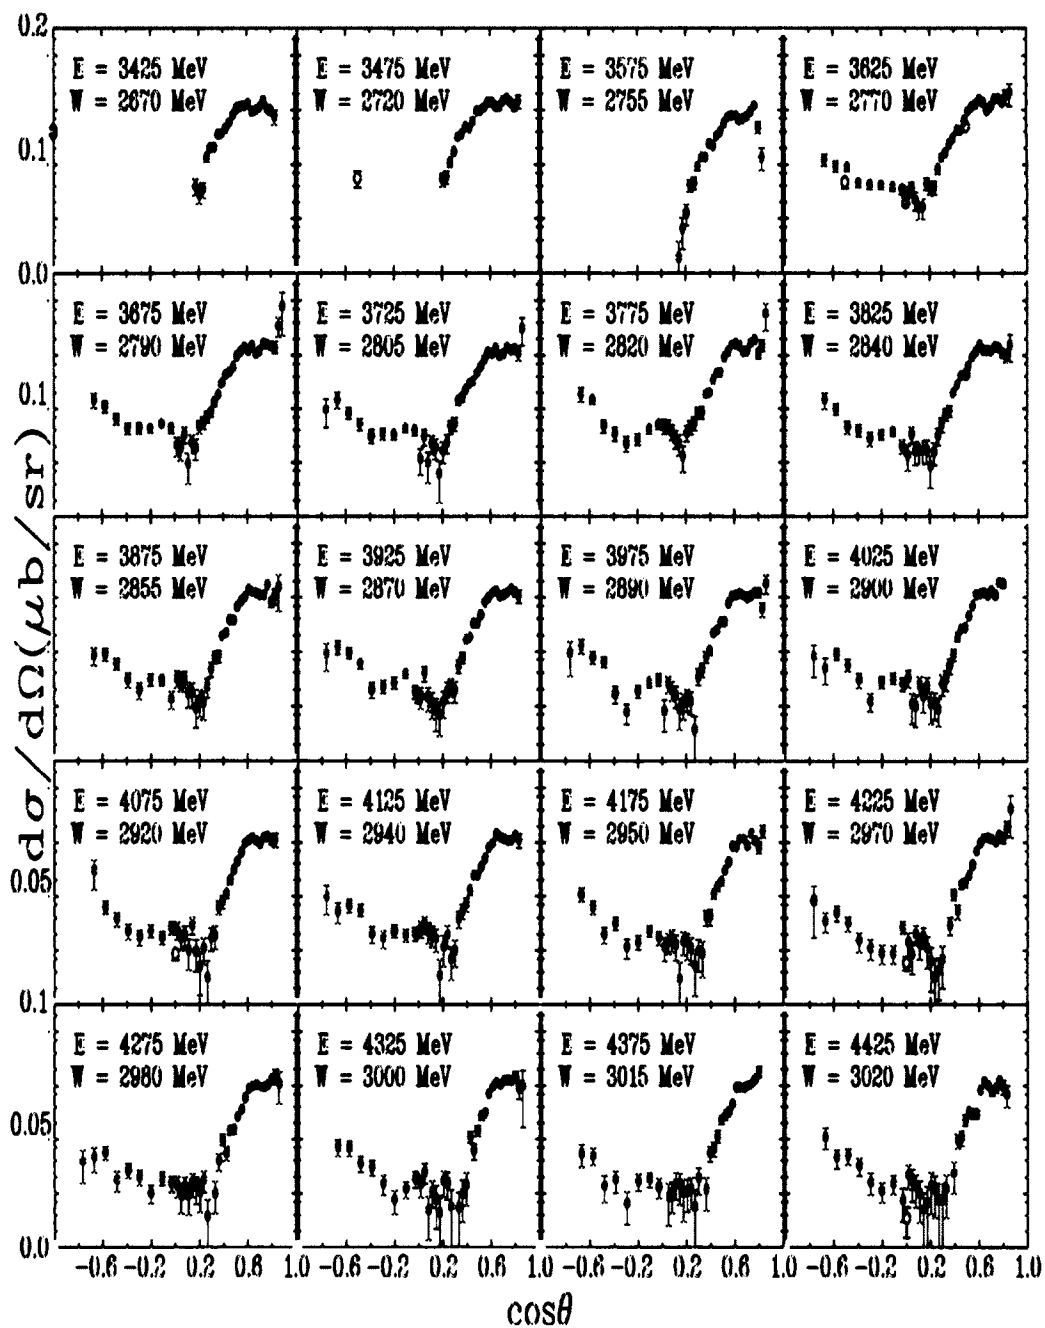 0.2
E = 3425 MeV
W = 2670 MeV
E = 3475 MeV
W = 2720 MeV
E = 3575 MeV
W = 2755 MeV
E = 3625 MeV
W = 2770 MeV
0.1
0.0
E = 3675 MeV
W = 2790 MeV
E = 3725 MeV
W = 2805 MeV
E = 3775 MeV
W = 2820 MeV
E = 3825 MeV
W = 2840 MeV
0.1
dσ/dΩ(μb/sr)
E = 3875 MeV
W = 2855 MeV
E = 3925 MeV
W = 2870 MeV
E = 3975 MeV
W = 2890 MeV
E = 4025 MeV
W = 2900 MeV
E = 4075 MeV
W = 2920 MeV
E = 4125 MeV
W = 2940 MeV
E = 4175 MeV
W = 2950 MeV
E = 4225 MeV
W = 2970 MeV
0.05
0.1
E = 4275 MeV
W = 2980 MeV
E = 4325 MeV
W = 3000 MeV
E = 4375 MeV
W = 3015 MeV
E = 4425 MeV
W = 3020 MeV
0.05
0.0
-0.6 -0.2 0.2 0.6 1.0 -0.6 -0.2 0.2 0.6 1.0 -0.6 -0.2 0.2 0.6 1.0 -0.6 -0.2 0.2 0.6 1.0
cosθ